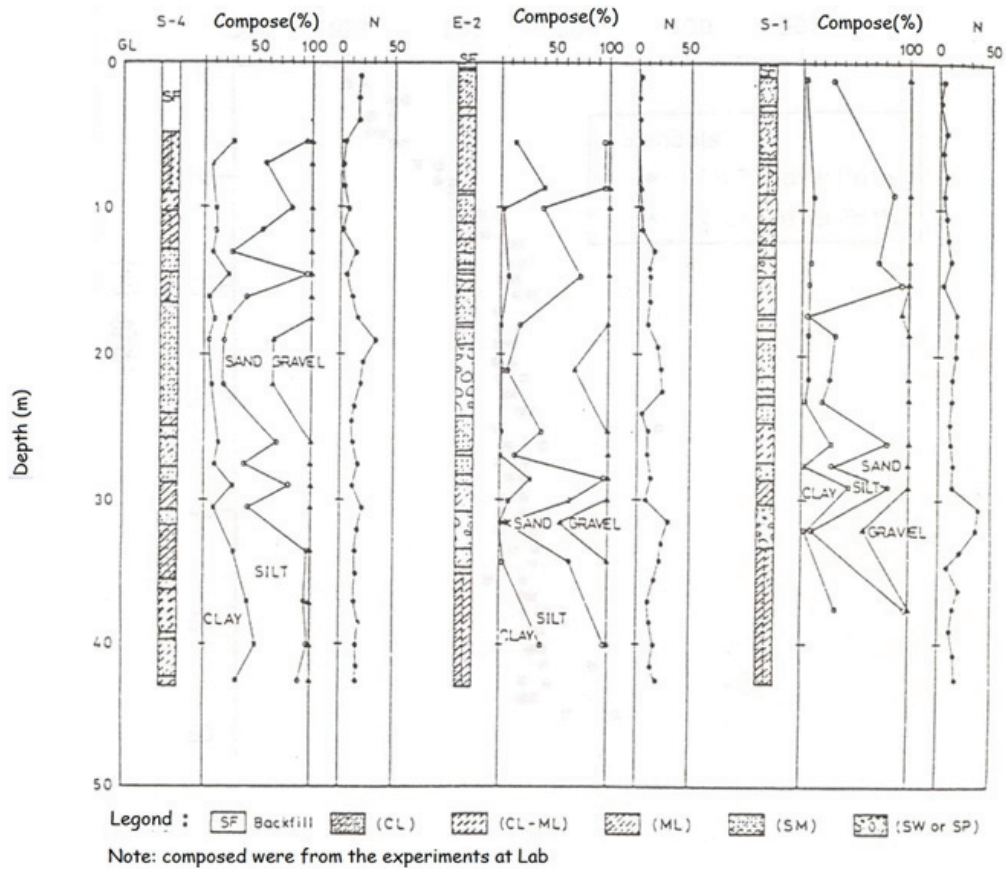 S-4 Compose(%) N E-2 Compose(%) N S-1 Compose(%) N
GL 50 100 0 50 0 50 100 0 50 100 0 50
0
SF
10
20
SAND GRAVEL
SAND
CLAY SILT
30
SAND GRAVEL
GRAVEL
SILT
CLAY
SILT
CLAY
40
50
Depth (m)
Legend : SF Backfill (CL) (CL-ML) (ML) (SM) (SW or SP)
Note: composed were from the experiments at Lab